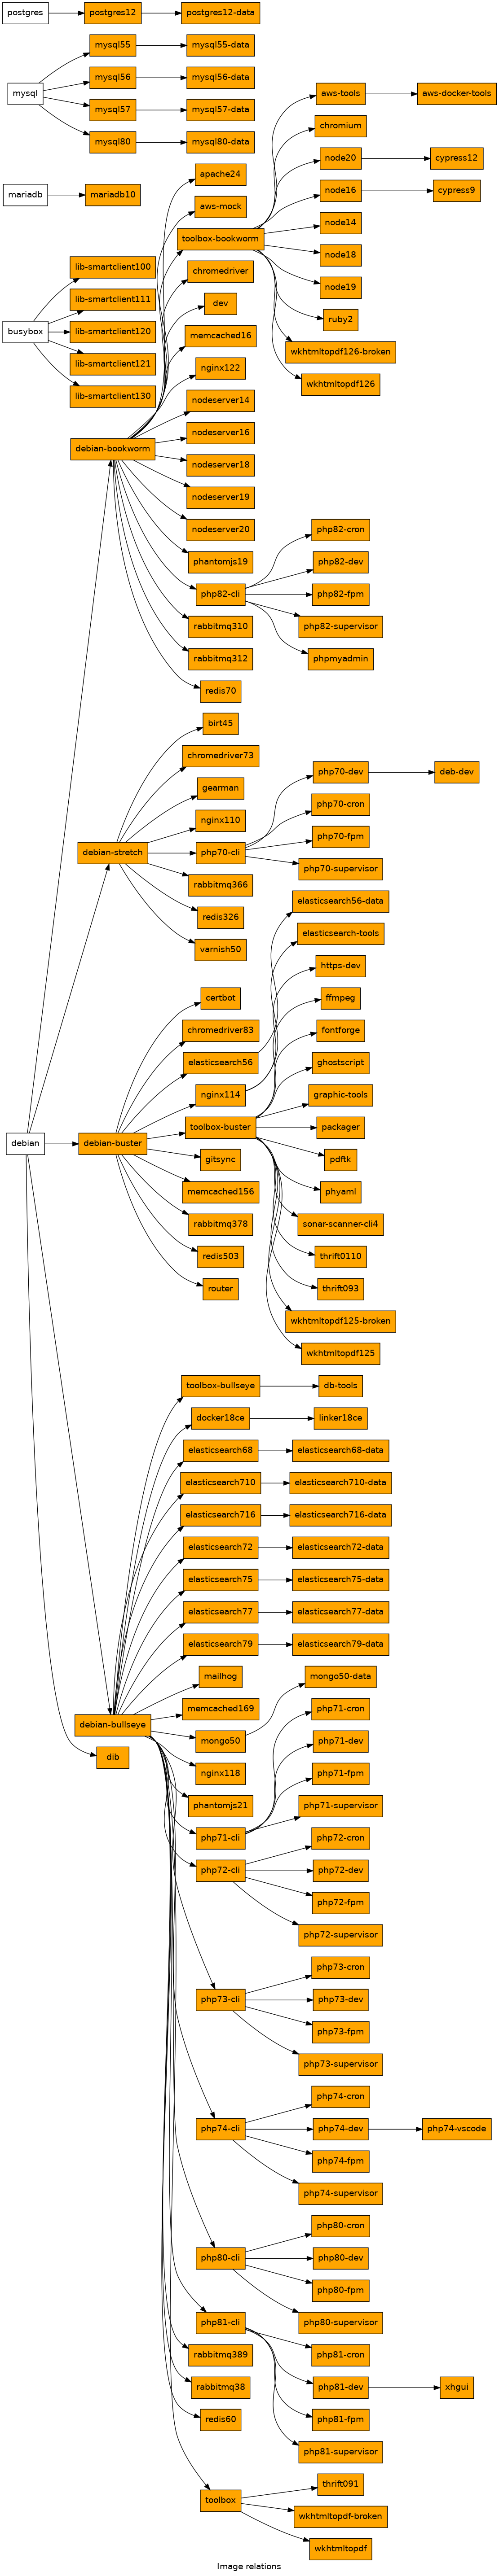 postgres
postgres12
postgres12-data
mysql
mysql55
mysql55-data
mysql56
mysql56-data
mysql57
mysql57-data
mysql80
mysql80-data
mariadb
mariadb10
busybox
lib-smartclient100
lib-smartclient111
lib-smartclient120
lib-smartclient121
lib-smartclient130
debian
debian-bookworm
apache24
aws-mock
toolbox-bookworm
aws-tools
aws-docker-tools
chromium
node20
cypress12
node16
cypress9
node14
node18
node19
ruby2
wkhtmltopdf126-broken
wkhtmltopdf126
chromedriver
dev
memcached16
nginx122
nodeserver14
nodeserver16
nodeserver18
nodeserver19
nodeserver20
phantomjs19
php82-cli
php82-cron
php82-dev
php82-fpm
php82-supervisor
phpmyadmin
rabbitmq310
rabbitmq312
redis70
debian-stretch
birt45
chromedriver73
gearman
nginx110
php70-cli
php70-dev
deb-dev
php70-cron
php70-fpm
php70-supervisor
rabbitmq366
redis326
varnish50
debian-buster
certbot
chromedriver83
elasticsearch56
elasticsearch56-data
elasticsearch-tools
nginx114
https-dev
toolbox-buster
ffmpeg
fontforge
ghostscript
graphic-tools
packager
pdftk
phyaml
sonar-scanner-cli4
thrift0110
thrift093
wkhtmltopdf125-broken
wkhtmltopdf125
gitsync
memcached156
rabbitmq378
redis503
router
debian-bullseye
dib
toolbox-bullseye
db-tools
docker18ce
linker18ce
elasticsearch68
elasticsearch68-data
elasticsearch710
elasticsearch710-data
elasticsearch716
elasticsearch716-data
elasticsearch72
elasticsearch72-data
elasticsearch75
elasticsearch75-data
elasticsearch77
elasticsearch77-data
elasticsearch79
elasticsearch79-data
mailhog
memcached169
mongo50
mongo50-data
nginx118
phantomjs21
php71-cli
php71-cron
php71-dev
php71-fpm
php71-supervisor
php72-cli
php72-cron
php72-dev
php72-fpm
php72-supervisor
php73-cli
php73-cron
php73-dev
php73-fpm
php73-supervisor
php74-cli
php74-cron
php74-dev
php74-vscode
php74-fpm
php74-supervisor
php80-cli
php80-cron
php80-dev
php80-fpm
php80-supervisor
php81-cli
php81-cron
php81-dev
xhgui
php81-fpm
php81-supervisor
rabbitmq389
rabbitmq38
redis60
toolbox
thrift091
wkhtmltopdf-broken
wkhtmltopdf
Image relations